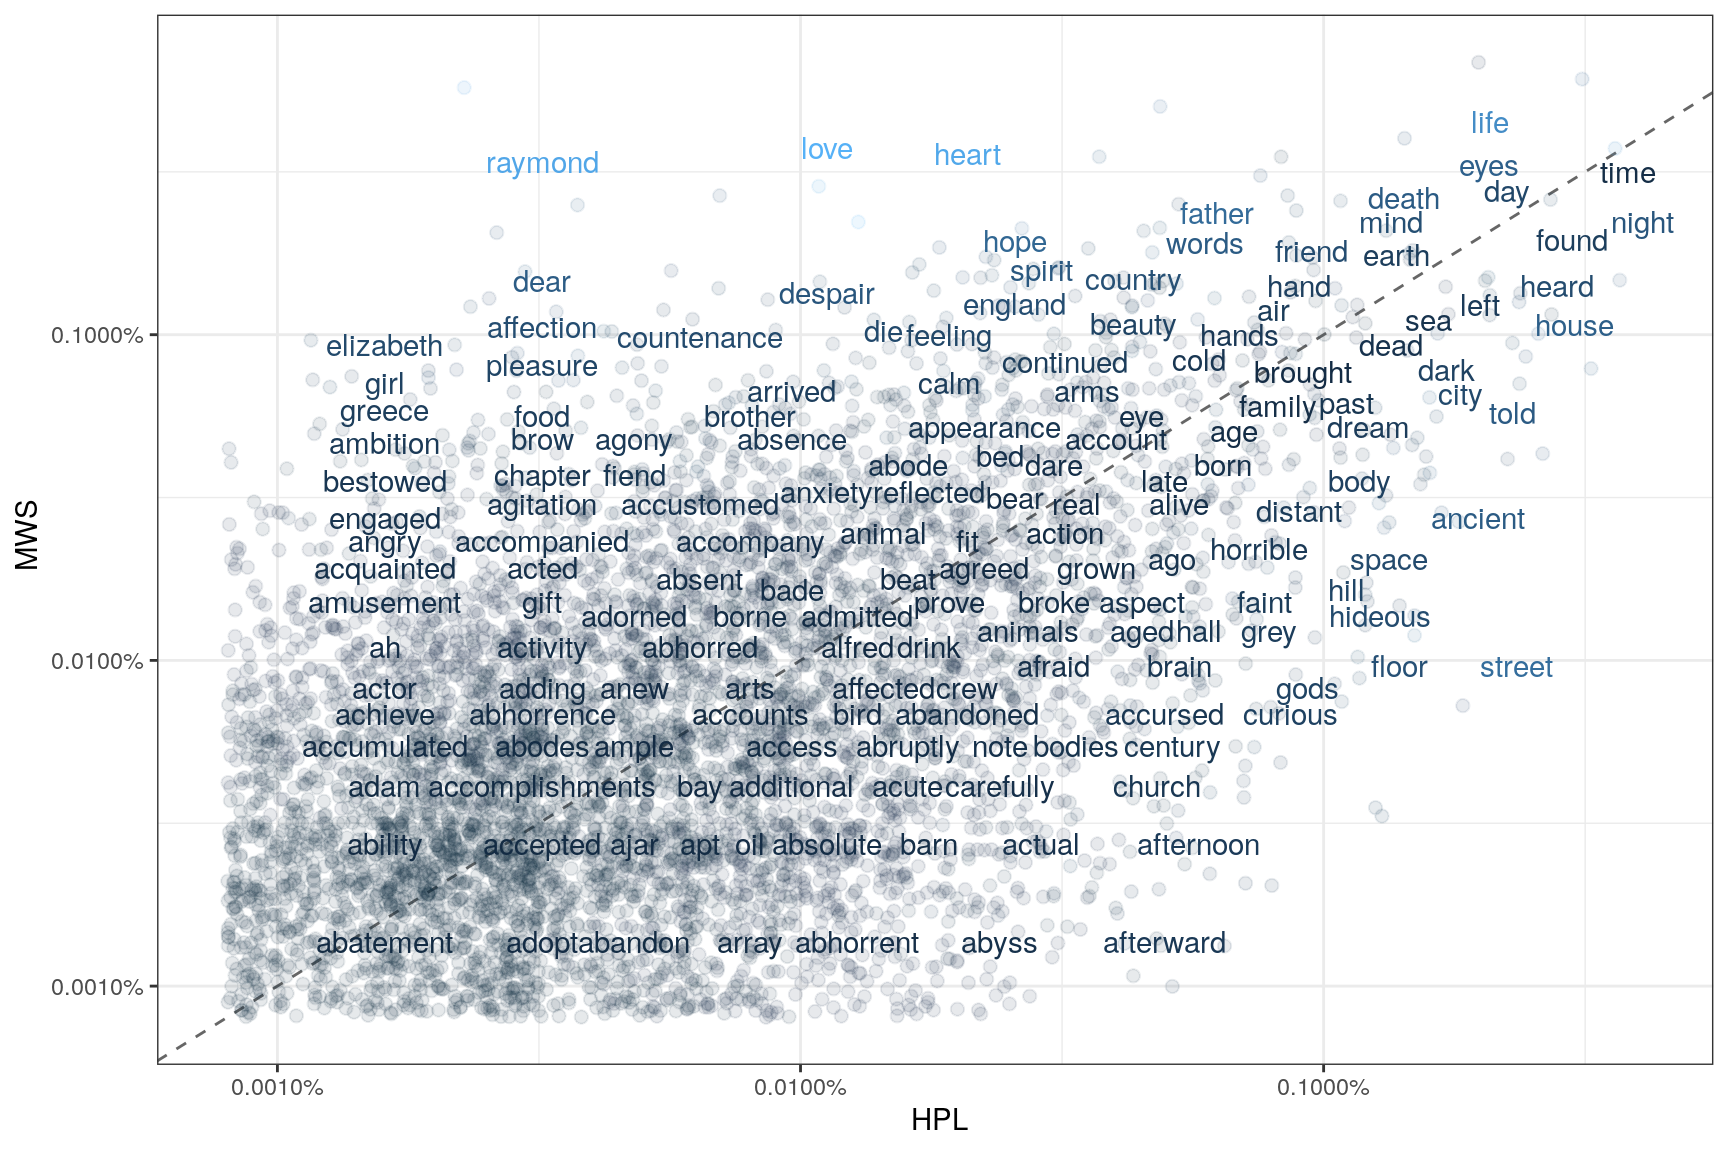 life
love
heart
raymond
eyes
time
day
death
father
mind
night
hope
words
found
friend
earth
spirit
dear
country
hand
heard
despair
england
air
left
sea
house
affection
beauty
0.1000%
countenance
die
feeling
hands
elizabeth
dead
pleasure
continued
cold
brought
dark
girl
calm
arrived
arms
city
greece
food
brother
eye
family
past
told
ambition
brow
agony
absence
appearance
account
age
dream
abode
bed
dare
born
bestowed
chapter
fiend
late
body
agitation
accustomed
anxiety
reflected
bear
real
alive
distant
ancient
engaged
MWS
angry
accompanied
accompany
animal
fit
action
horrible
acquainted
acted
absent
beat
agreed
grown
ago
space
bade
hill
amusement
gift
adorned
borne
admitted
prove
broke
aspect
faint
hideous
animals
aged
hall
grey
ah
activity
abhorred
alfred
drink
0.0100%
afraid
brain
floor
street
actor
adding
anew
arts
affected
crew
gods
achieve
abhorrence
accounts
bird
abandoned
accursed
curious
accumulated
abodes
ample
access
abruptly
note
bodies
century
adam
accomplishments
bay
additional
acute
carefully
church
ability
accepted
ajar
apt
oil
absolute
barn
actual
afternoon
abatement
adopt
abandon
array
abhorrent
abyss
afterward
0.0010%
0.0010%
0.0100%
0.1000%
HPL